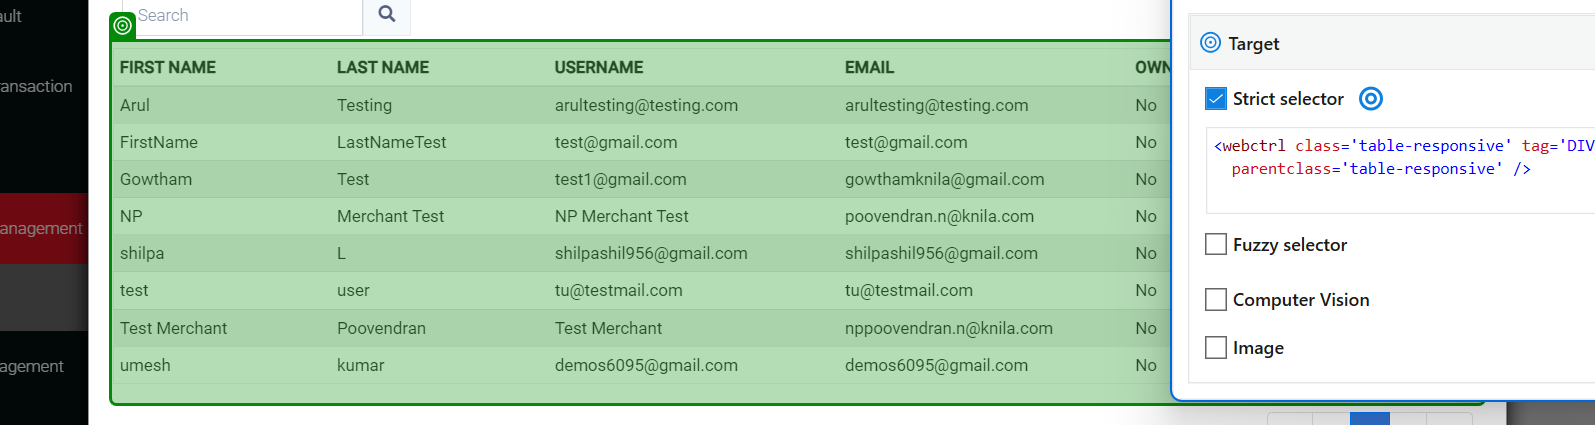 ault
ransaction
anagement
agement
Search
FIRST NAME LAST NAME USERNAME EMAIL OWN
Arul Testing arultesting@testing.com arultesting@testing.com No
FirstName LastNameTest test@gmail.com test@gmail.com No
Gowtham Test test1@gmail.com gowthamknila@gmail.com No
NP Merchant Test NP Merchant Test poovendran.n@knila.com No
shilpa L shilpashil956@gmail.com shilpashil956@gmail.com No
test user tu@testmail.com tu@testmail.com No
Test Merchant Poovendran Test Merchant nppoovendran.n@knila.com No
umesh kumar demos6095@gmail.com demos6095@gmail.com No
Target
Strict selector
<webctrl class='table-responsive' tag='DIV
parentclass='table-responsive' />
Fuzzy selector
Computer Vision
Image